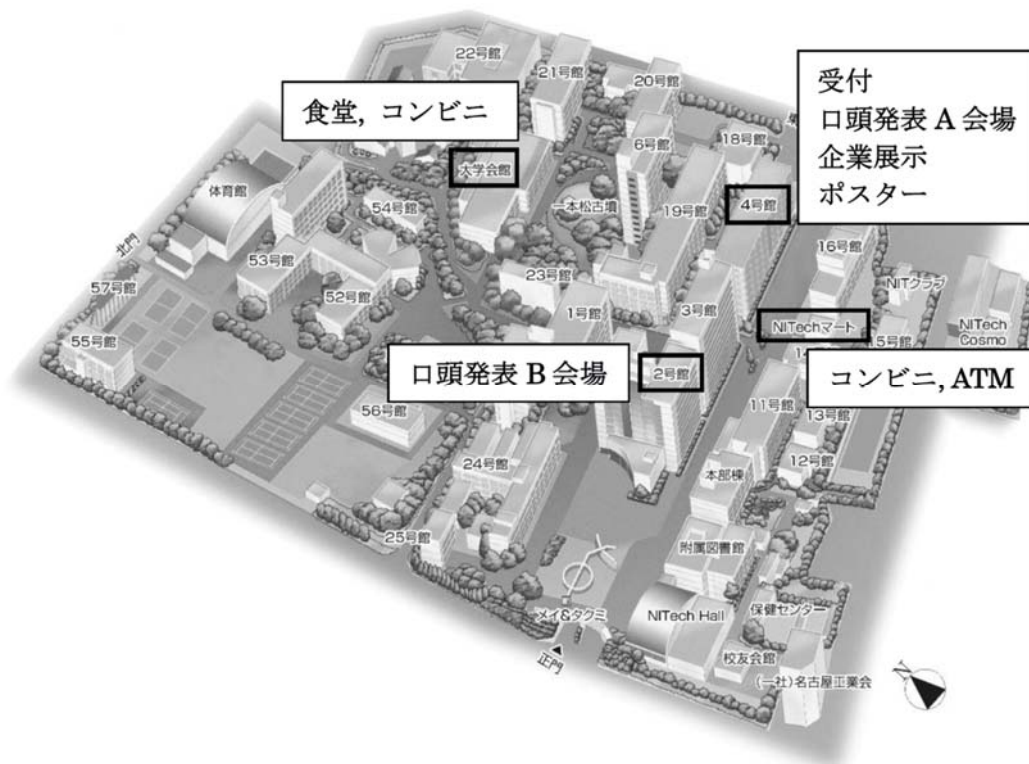 22号館
21号館
20号館
食堂, コンビニ
受付
口頭発表 A 会場
企業展示
ポスター
6号館
18号館
大学会館
体育館
54号館
一本松古墳
19号館
4号館
北門
53号館
16号館
57号館
52号館
23号館
NITクラブ
1号館
3号館
NITechマート
NITech
Cosmo
55号館
15号館
口頭発表 B 会場
2号館
コンビニ, ATM
56号館
11号館
13号館
24号館
本部棟
12号館
25号館
附属図書館
メイ&タクミ
NITech Hall
保健センター
正門
校友会館
(一社)名古屋工業会
N